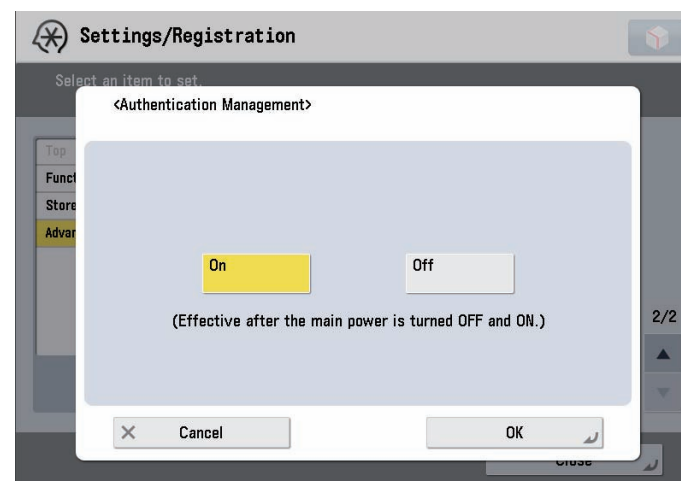 Settings/Registration
Select an item to set.
<Authentication Management>
Top
Funct
Store
Advan
On
Off
(Effective after the main power is turned OFF and ON.)
2/2
Cancel
OK
Close